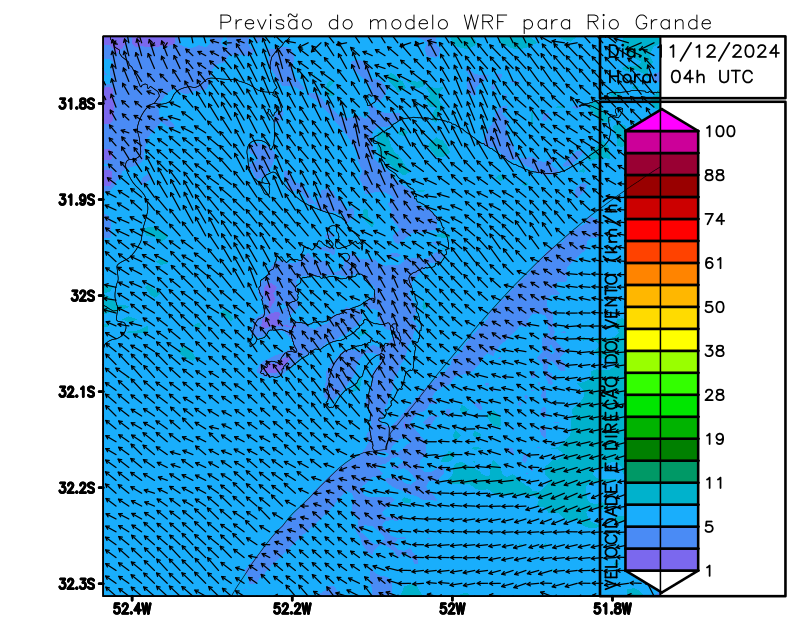 Previsão do modelo WRF para Rio Grande
Dia: 11/12/2024
Hora: 04h UTC
31.8S
31.9S
32S
32.1S
32.2S
32.3S
52.4W
52.2W
52W
51.8W
VELOCIDADE E DIREÇÃO DO VENTO (km/h)
100
88
74
61
50
38
28
19
11
5
1